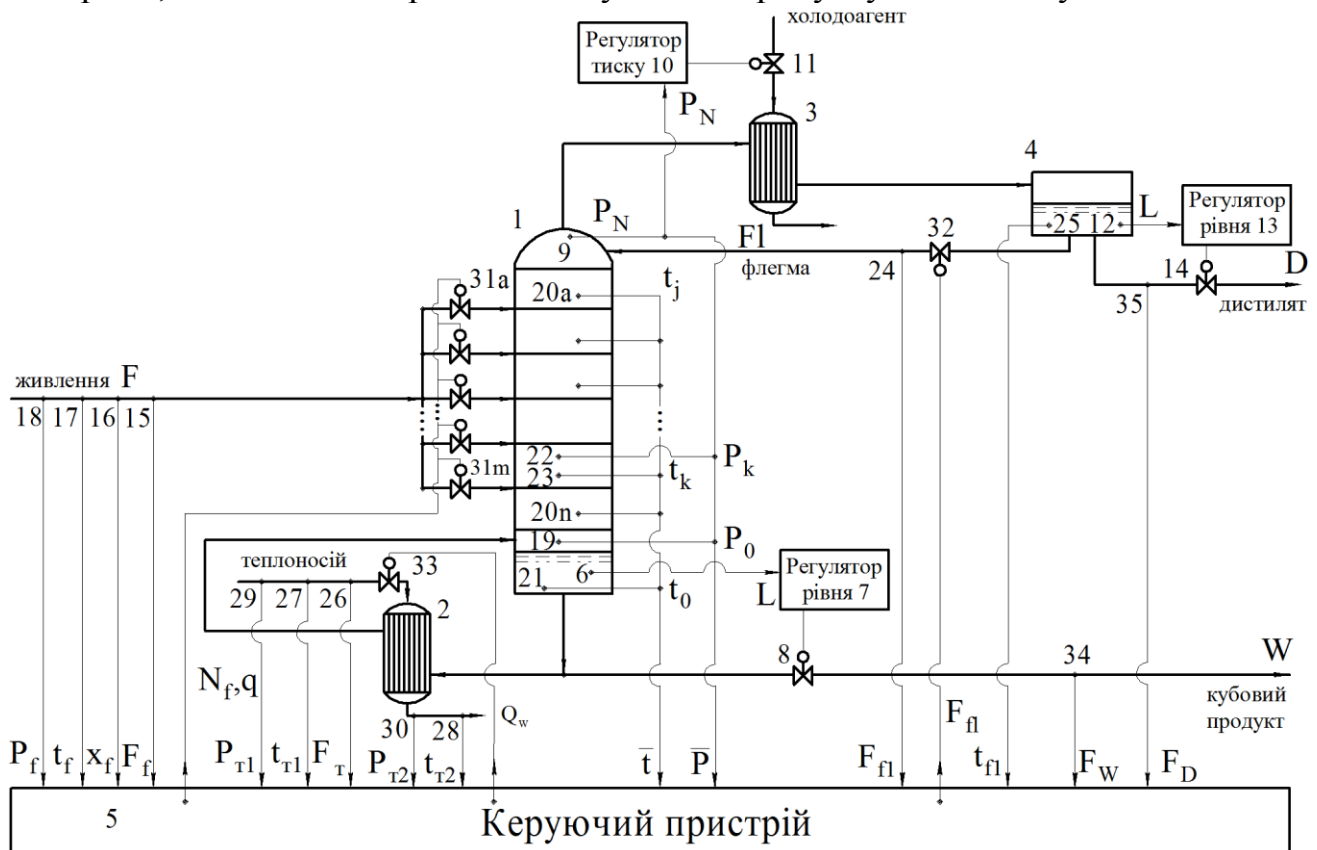 холодоагент
Регулятор
тиску 10
11
P_N
3
4
1
P_N
9
Fl
флегма
32
24
25 12
L
Регулятор
рівня 13
14
D
35
дистилят
31a
20a
t_j
живлення F
18 17 16 15
22
P_k
31m
23
t_k
20n
19
P_0
теплоносій
33
29 27 26
21
6
t_0
L
Регулятор
рівня 7
2
8
34
W
кубовий
продукт
N_f,q
30 28
Q_w
F_fl
P_f t_f x_f F_f P_т1 t_т1 F_т P_т2 t_т2 t̅ P̅ F_fl t_fl F_W F_D
5
Керуючий пристрій